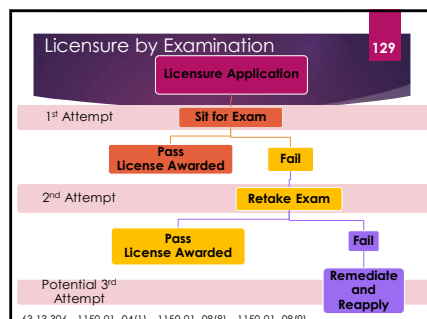 Licensure by Examination
129
Licensure Application
1st Attempt
Sit for Exam
Pass
License Awarded
Fail
2nd Attempt
Retake Exam
Pass
License Awarded
Fail
Potential 3rd
Attempt
Remediate
and
Reapply